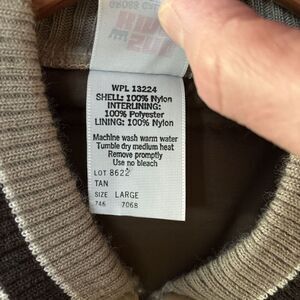 WPL 13224
SHELL: 100% Nylon
INTERLINING:
100% Polyester
LINING: 100% Nylon
Machine wash warm water
Tumble dry medium heat
Remove promptly
Use no bleach
LOT 8622
TAN
SIZE LARGE
746 7068